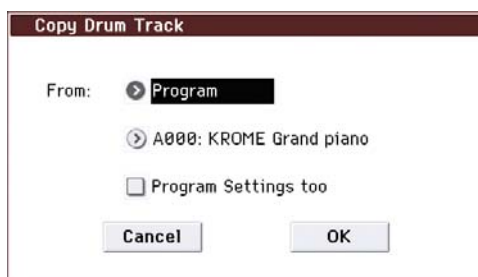 Copy Drum Track
From: Program
A000: KROME Grand piano
Program Settings too
Cancel OK